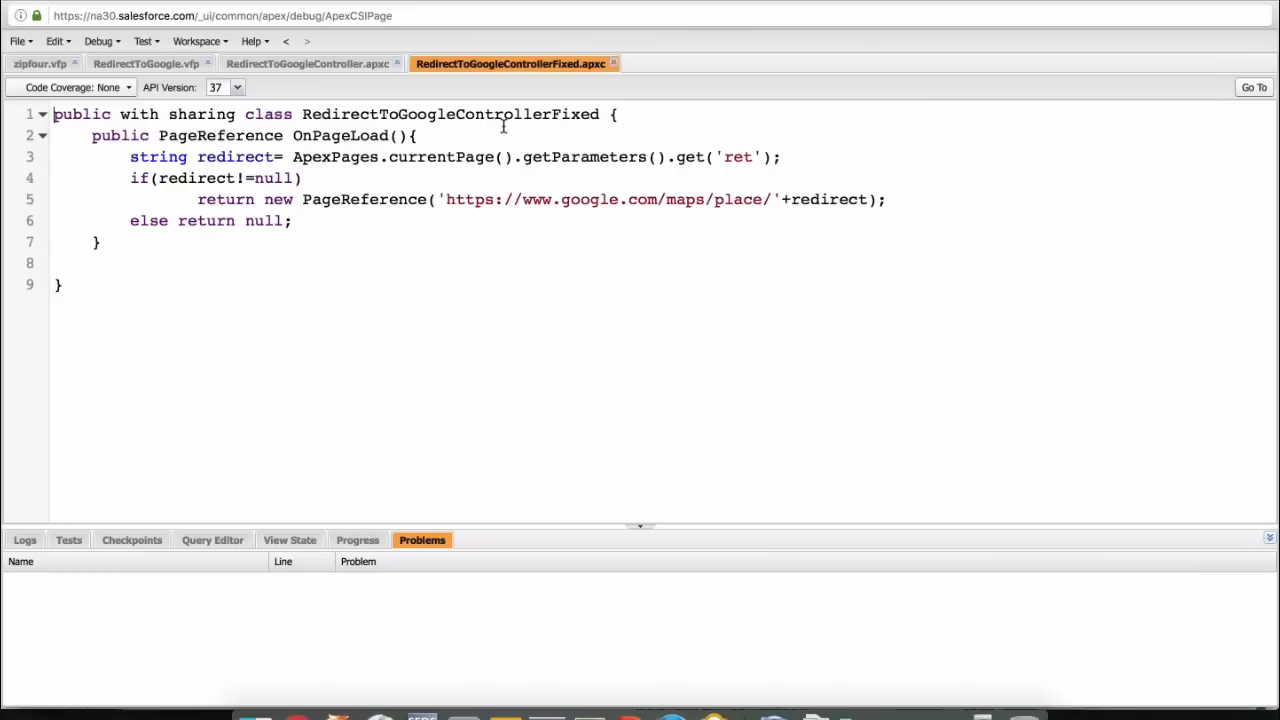 https://na30.salesforce.com/_ui/common/apex/debug/ApexCSIPage
File Edit Debug Test Workspace Help < >
zipfour.vfp RedirectToGoogle.vfp RedirectToGoogleController.apxc RedirectToGoogleControllerFixed.apxc
Code Coverage: None API Version: 37 Go To
1 public with sharing class RedirectToGoogleControllerFixed {
2 public PageReference OnPageLoad(){
3 string redirect= ApexPages.currentPage().getParameters().get('ret');
4 if(redirect!=null)
5 return new PageReference('https://www.google.com/maps/place/'+redirect);
6 else return null;
7 }
8
9 }
Logs Tests Checkpoints Query Editor View State Progress Problems
Name Line Problem